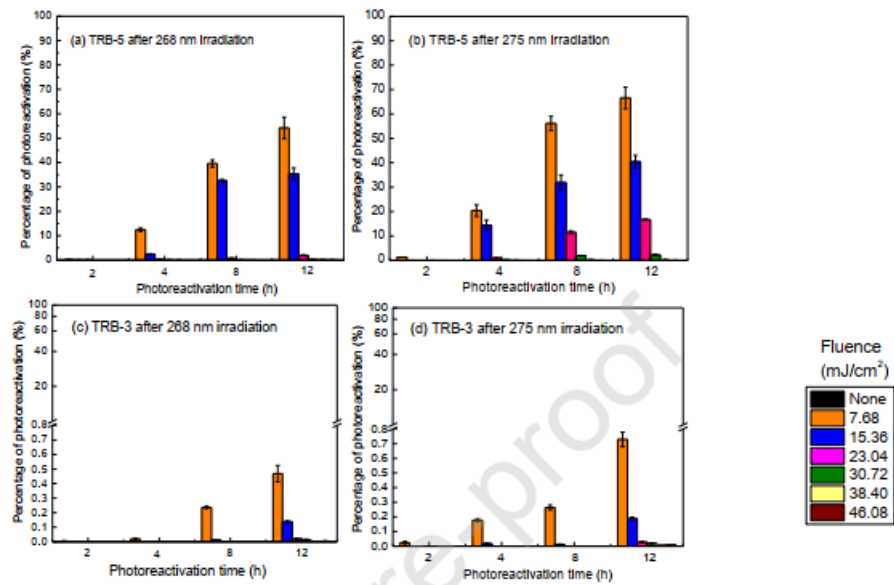 (a) TRB-5 after 268 nm Irradiation
Percentage of photoreactivation (%)
100
90
80
70
60
50
40
30
20
10
0
2 4 8 12
Photoreactivation time (h)
(b) TRB-5 after 275 nm Irradiation
Percentage of photoreactivation (%)
100
90
80
70
60
50
40
30
20
10
0
2 4 8 12
Photoreactivation time (h)
(c) TRB-3 after 268 nm irradiation
Percentage of photoreactivation (%)
100
80
60
40
20
0.8
0.7
0.6
0.5
0.4
0.3
0.2
0.1
0.0
2 4 8 12
Photoreactivation time (h)
(d) TRB-3 after 275 nm irradiation
Percentage of photoreactivation (%)
100
80
60
40
20
0.8
0.7
0.6
0.5
0.4
0.3
0.2
0.1
0.0
2 4 8 12
Photoreactivation time (h)
Fluence
(mJ/cm²)
None
7.68
15.36
23.04
30.72
38.40
46.08
re-proof